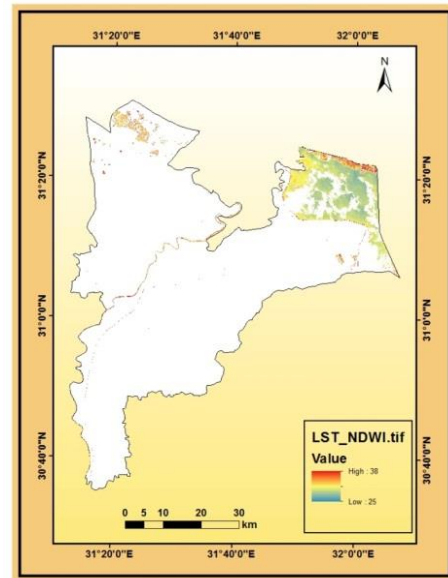 31°20'0"E 31°40'0"E 32°0'0"E
N
31°20'0"N 31°20'0"N
31°0'0"N 31°0'0"N
30°40'0"N 30°40'0"N
LST_NDWI.tif
Value
High : 38
Low : 25
0 5 10 20 30
km
31°20'0"E 31°40'0"E 32°0'0"E